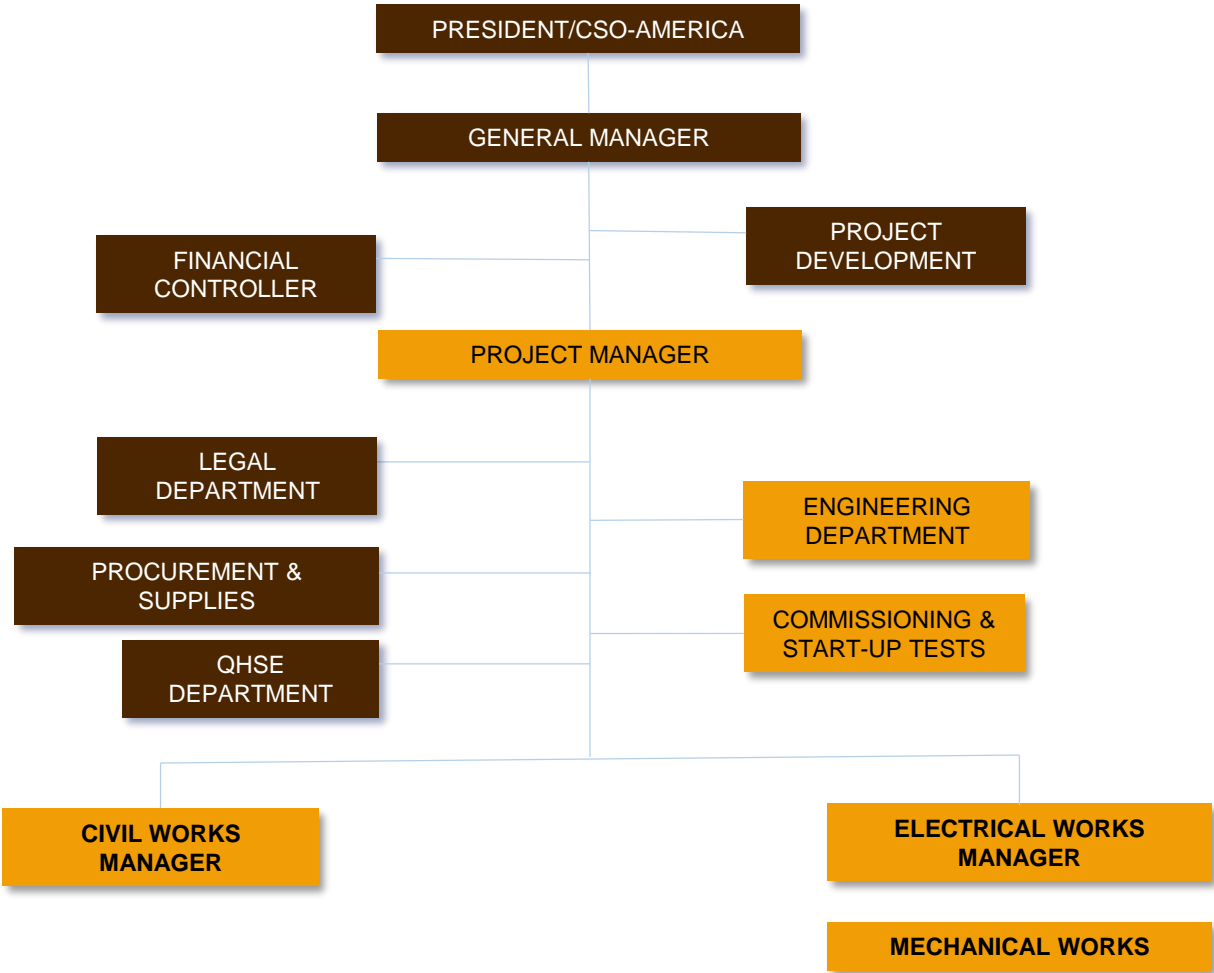 PRESIDENT/CSO-AMERICA
GENERAL MANAGER
PROJECT
DEVELOPMENT
FINANCIAL
CONTROLLER
PROJECT MANAGER
LEGAL
DEPARTMENT
ENGINEERING
DEPARTMENT
PROCUREMENT &
SUPPLIES
COMMISSIONING &
START-UP TESTS
QHSE
DEPARTMENT
CIVIL WORKS
MANAGER
ELECTRICAL WORKS
MANAGER
MECHANICAL WORKS